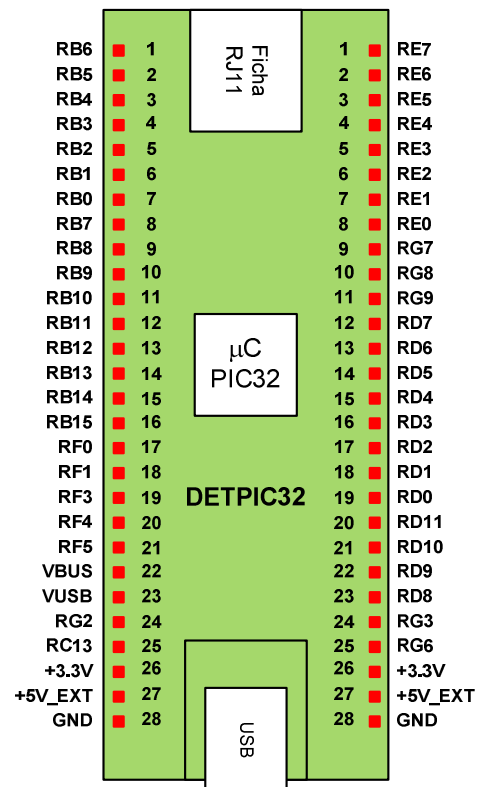 Ficha
RJ11
RB6 1 1 RE7
RB5 2 2 RE6
RB4 3 3 RE5
RB3 4 4 RE4
RB2 5 5 RE3
RB1 6 6 RE2
RB0 7 7 RE1
RB7 8 8 RE0
RB8 9 9 RG7
RB9 10 10 RG8
RB10 11 11 RG9
RB11 12 12 RD7
RB12 13 13 RD6
RB13 14 14 RD5
RB14 15 15 RD4
RB15 16 16 RD3
RF0 17 17 RD2
RF1 18 18 RD1
RF3 19 19 RD0
RF4 20 20 RD11
RF5 21 21 RD10
VBUS 22 22 RD9
VUSB 23 23 RD8
RG2 24 24 RG3
RC13 25 25 RG6
+3.3V 26 26 +3.3V
+5V_EXT 27 27 +5V_EXT
GND 28 28 GND
μC
PIC32
DETPIC32
USB